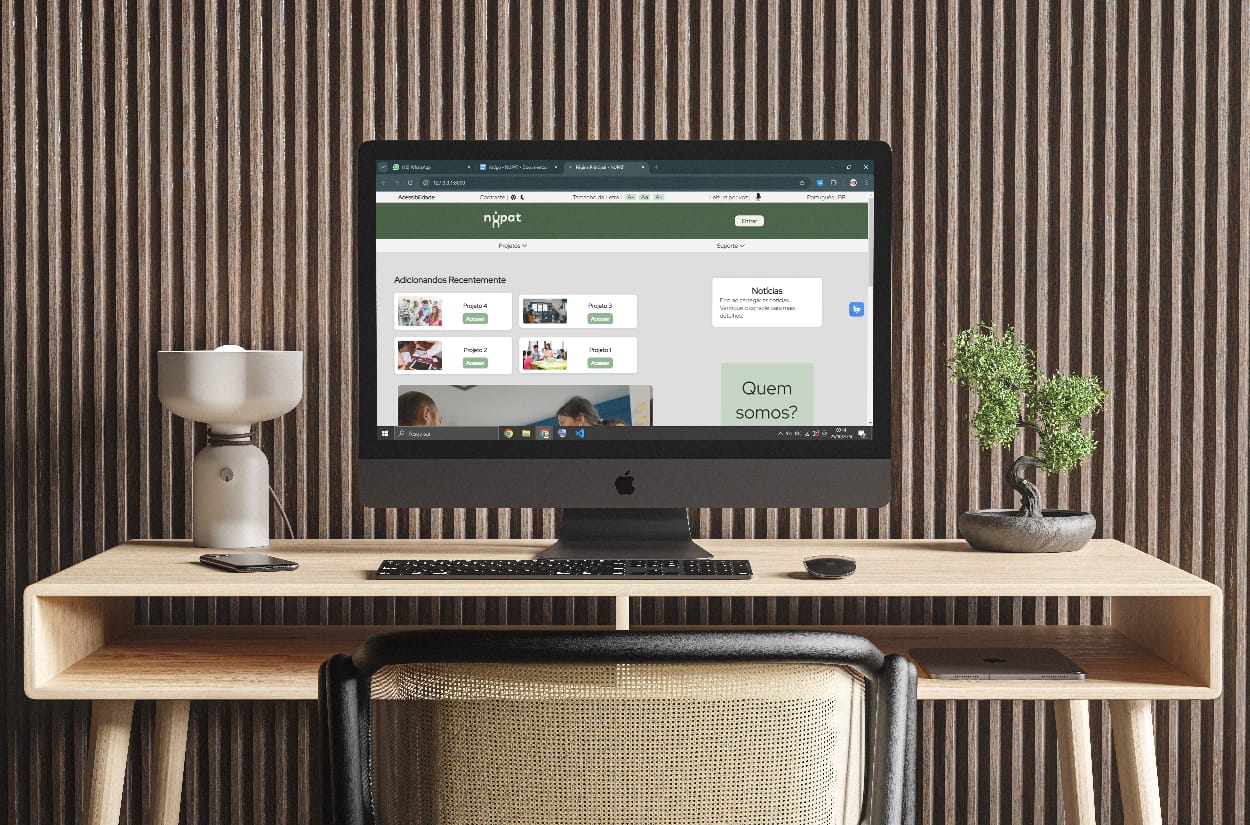 (12) WhatsApp
Artigo - NUPAT - Documentos
Página Principal - NUPAT
127.0.0.1:8000
Acessibilidade
Contraste |
Tamanho da Letra |
A+ Aa A-
Leitura por voz |
Português | BR
nupat
Entrar
Projetos
Suporte
Adicionandos Recentemente
Projeto 4
Acessar
Projeto 3
Acessar
Projeto 2
Acessar
Projeto 1
Acessar
Notícias
Erro ao carregar as notícias.
Verifique o console para mais
detalhes.
Quem
somos?
Pesquisar